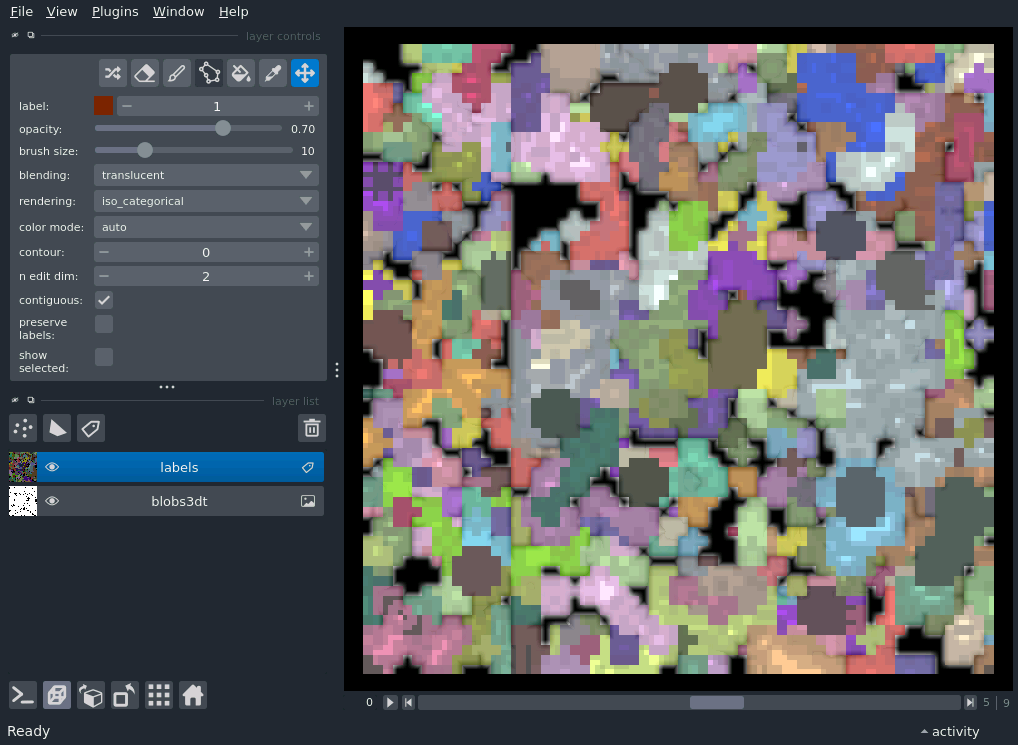 File View Plugins Window Help
layer controls
label: 1
opacity: 0.70
brush size: 10
blending: translucent
rendering: iso_categorical
color mode: auto
contour: 0
n edit dim: 2
contiguous:
preserve
labels:
show
selected:
layer list
labels
blobs3dt
0 5 9
Ready activity